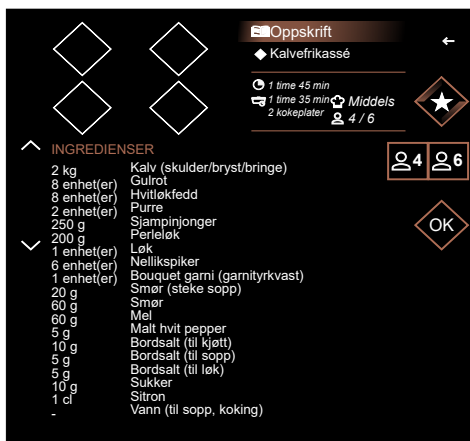 Oppskrift
Kalvefrikassé
1 time 45 min
1 time 35 min
2 kokeplater
Middels
4 / 6
INGREDIENSER
4 6
2 kg Kalv (skulder/bryst/bringe)
8 enhet(er) Gulrot
8 enhet(er) Hvitløkfedd
2 enhet(er) Purre
250 g Sjampinjonger
200 g Perleløk
1 enhet(er) Løk
6 enhet(er) Nellikspiker
1 enhet(er) Bouquet garni (garnityrkvast)
20 g Smør (steke sopp)
60 g Smør
60 g Mel
5 g Malt hvit pepper
10 g Bordsalt (til kjøtt)
5 g Bordsalt (til sopp)
5 g Bordsalt (til løk)
10 g Sukker
1 cl Sitron
- Vann (til sopp, koking)
OK